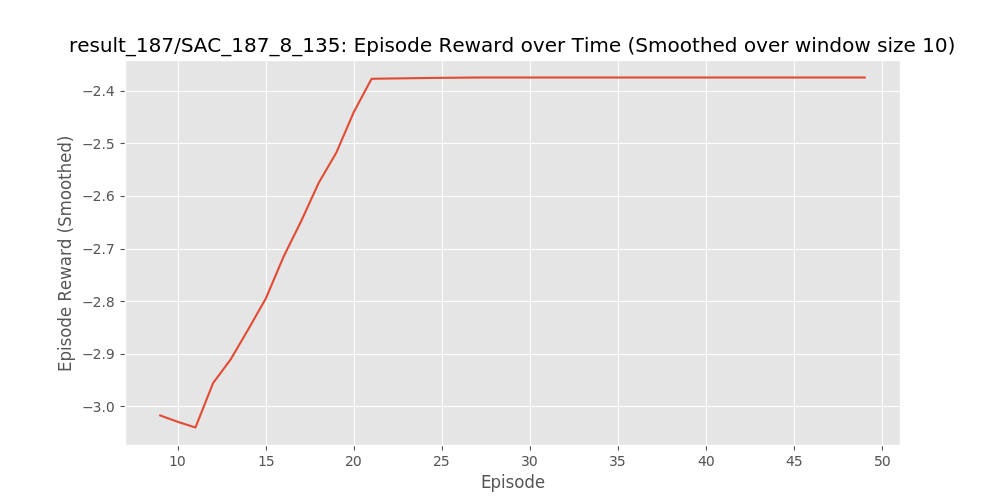 result_187/SAC_187_8_135: Episode Reward over Time (Smoothed over window size 10)
Episode Reward (Smoothed)
−2.4
−2.5
−2.6
−2.7
−2.8
−2.9
−3.0
10 15 20 25 30 35 40 45 50
Episode